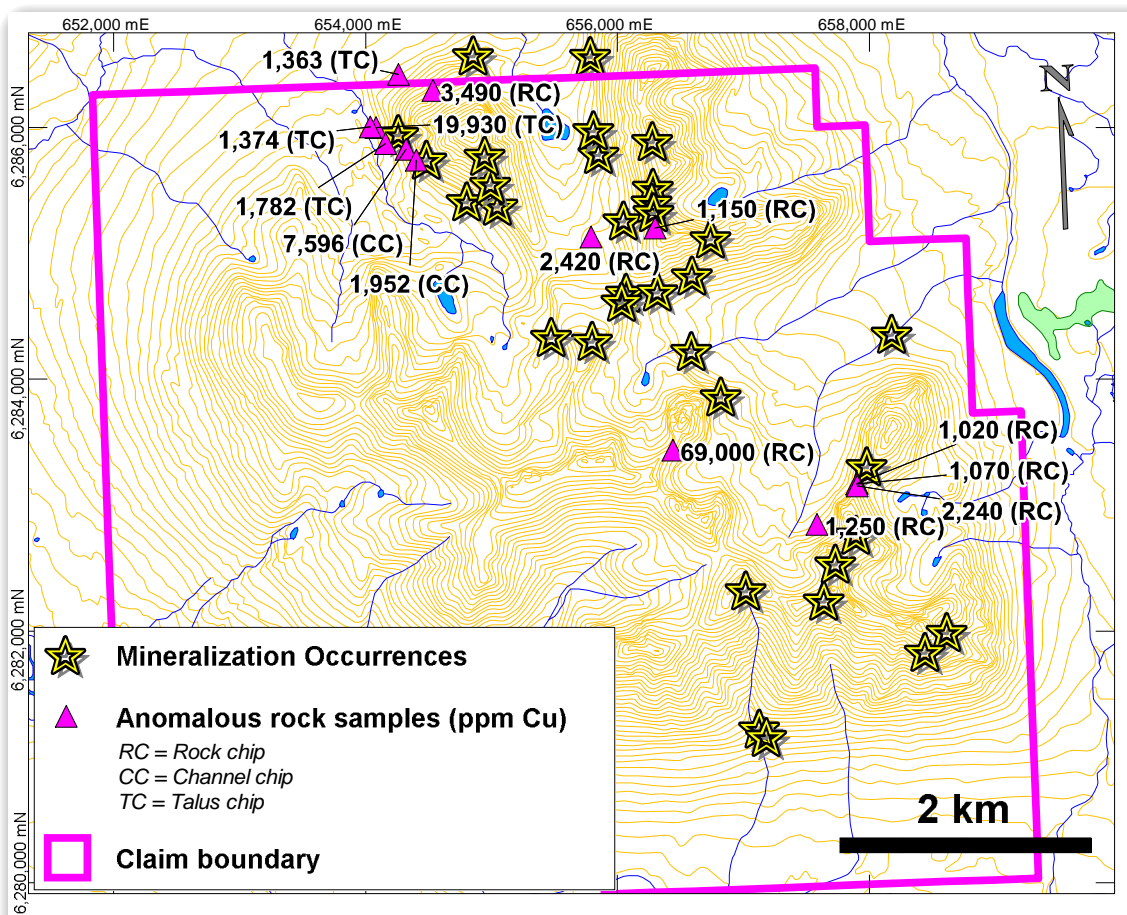 652,000 mE
654,000 mE
656,000 mE
658,000 mE
1,363 (TC)
3,490 (RC)
N
19,930 (TC)
1,374 (TC)
6,286,000 mN
1,782 (TC)
1,150 (RC)
7,596 (CC)
2,420 (RC)
1,952 (CC)
6,284,000 mN
1,020 (RC)
69,000 (RC)
1,070 (RC)
2,240 (RC)
1,250 (RC)
6,282,000 mN
Mineralization Occurrences
Anomalous rock samples (ppm Cu)
RC = Rock chip
CC = Channel chip
TC = Talus chip
2 km
Claim boundary
6,280,000 mN